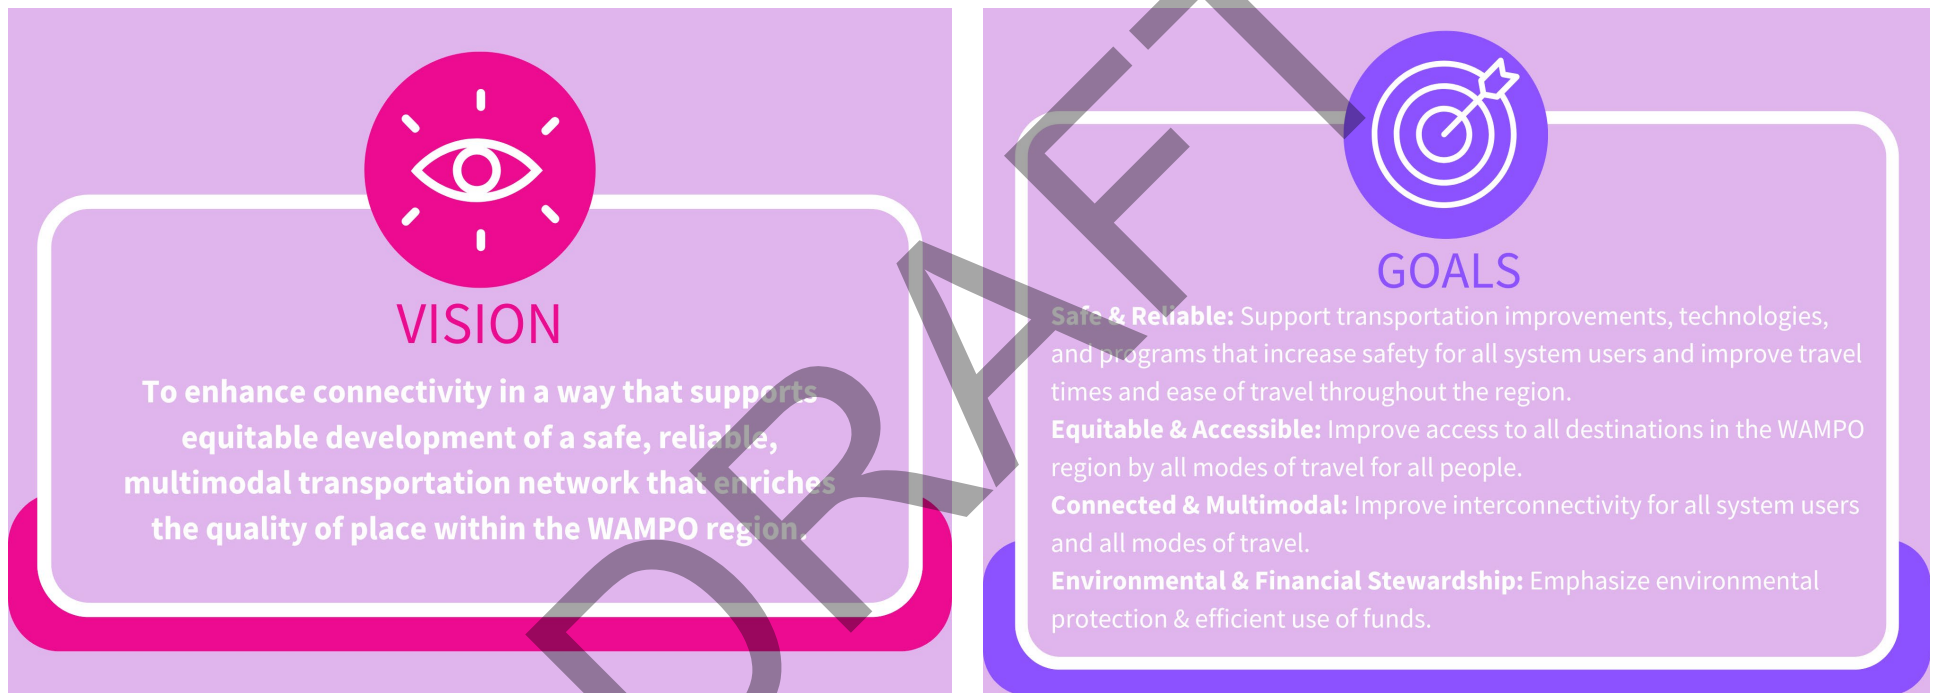 VISION
To enhance connectivity in a way that supports
equitable development of a safe, reliable,
multimodal transportation network that enriches
the quality of place within the WAMPO region.
GOALS
Safe & Reliable: Support transportation improvements, technologies,
and programs that increase safety for all system users and improve travel
times and ease of travel throughout the region.
Equitable & Accessible: Improve access to all destinations in the WAMPO
region by all modes of travel for all people.
Connected & Multimodal: Improve interconnectivity for all system users
and all modes of travel.
Environmental & Financial Stewardship: Emphasize environmental
protection & efficient use of funds.
DRAFT